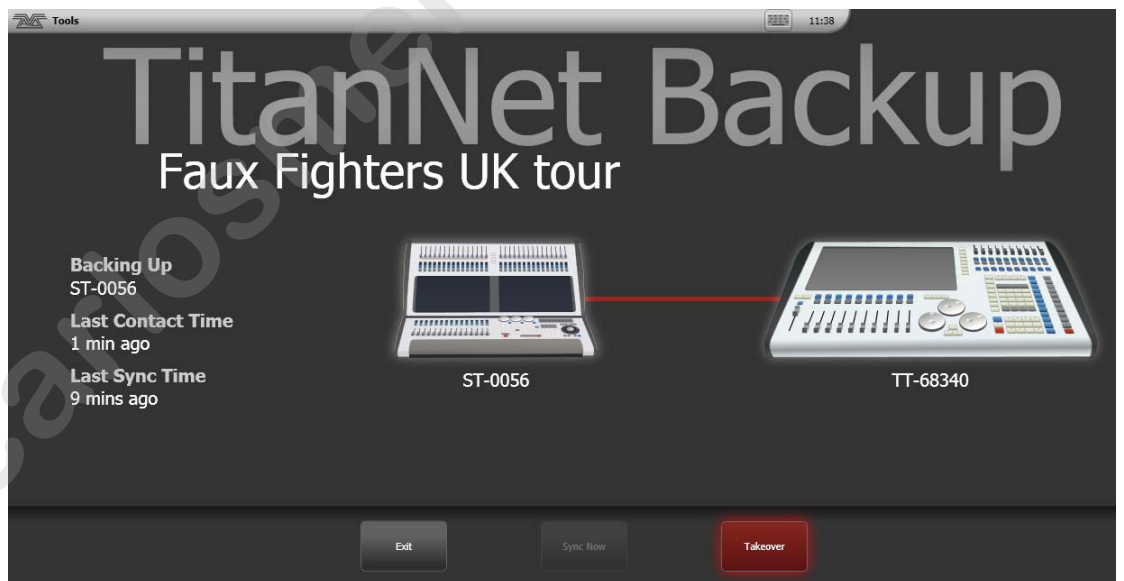 Tools
11:38
TitanNet Backup
Faux Fighters UK tour
Backing Up
ST-0056
Last Contact Time
1 min ago
Last Sync Time
9 mins ago
ST-0056
TT-68340
Exit
Sync Now
Takeover